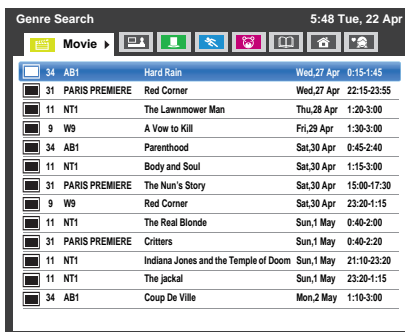 Genre Search 5:48 Tue, 22 Apr
Movie
34 AB1 Hard Rain Wed,27 Apr 0:15-1:45
31 PARIS PREMIERE Red Corner Wed,27 Apr 22:15-23:55
11 NT1 The Lawnmower Man Thu,28 Apr 1:20-3:00
9 W9 A Vow to Kill Fri,29 Apr 1:30-3:00
34 AB1 Parenthood Sat,30 Apr 0:45-2:40
11 NT1 Body and Soul Sat,30 Apr 1:15-3:00
31 PARIS PREMIERE The Nun's Story Sat,30 Apr 15:00-17:30
9 W9 Red Corner Sat,30 Apr 23:20-1:15
11 NT1 The Real Blonde Sun,1 May 0:40-2:00
31 PARIS PREMIERE Critters Sun,1 May 0:40-2:20
11 NT1 Indiana Jones and the Temple of Doom Sun,1 May 21:10-23:20
11 NT1 The jackal Sun,1 May 23:20-1:15
34 AB1 Coup De Ville Mon,2 May 1:10-3:00